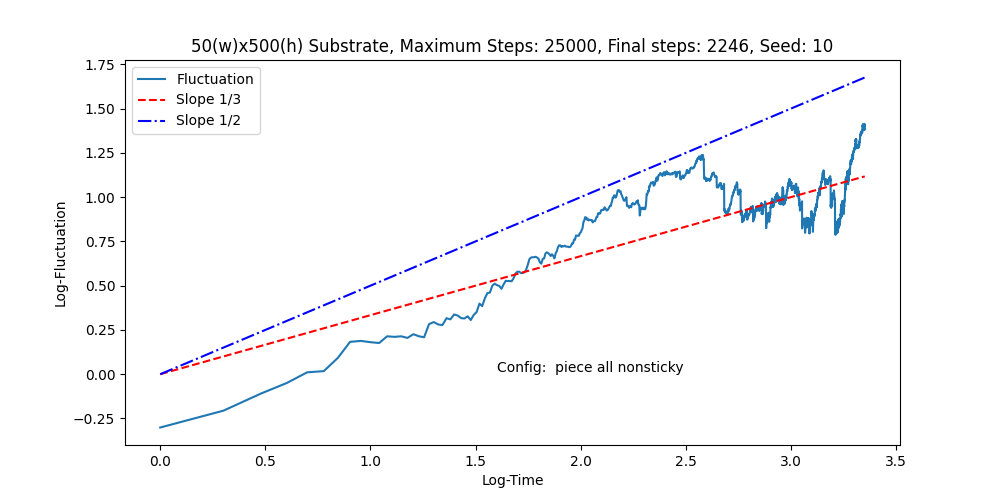 50(w)x500(h) Substrate, Maximum Steps: 25000, Final steps: 2246, Seed: 10
1.75
1.50
1.25
1.00
0.75
0.50
0.25
0.00
−0.25
Log-Fluctuation
Fluctuation
Slope 1/3
Slope 1/2
Config:  piece all nonsticky
0.0 0.5 1.0 1.5 2.0 2.5 3.0 3.5
Log-Time